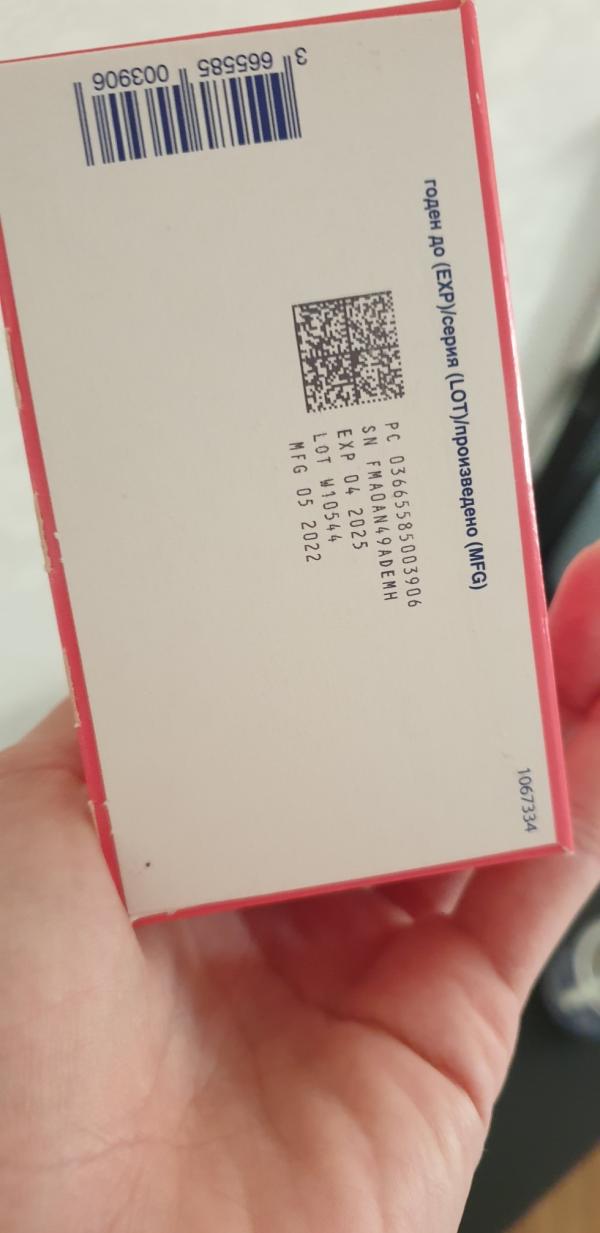 3 665585 003906
годен до (EXP)/серия (LOT)/произведено (MFG)
PC 03665585003906
SN FMA0AN49ADEMH
EXP 04 2025
LOT W10544
MFG 05 2022
1067334